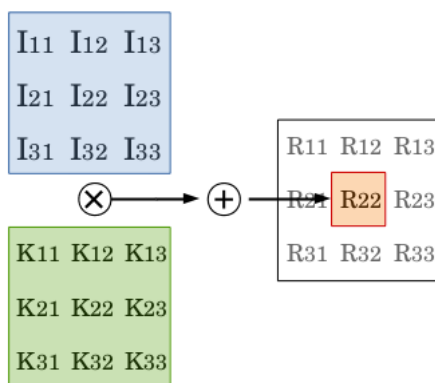 I11 I12 I13
I21 I22 I23
I31 I32 I33
K11 K12 K13
K21 K22 K23
K31 K32 K33
R11 R12 R13
R21 R22 R23
R31 R32 R33